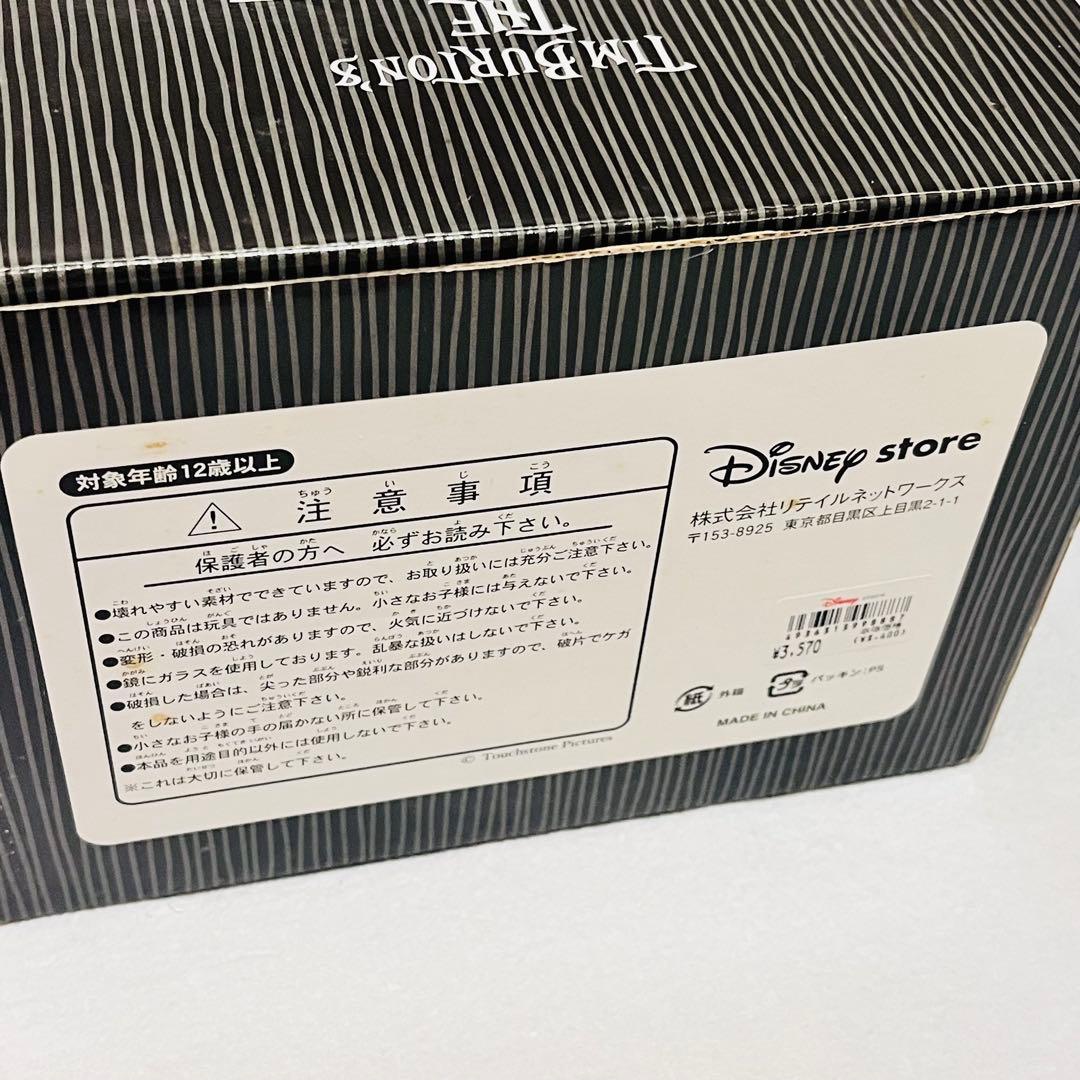 TIM BURTON'S
THE
対象年齢12歳以上
注意事項
保護者の方へ 必ずお読み下さい。
●壊れやすい素材でできていますので、お取り扱いには充分ご注意下さい。
●この商品は玩具ではありません。小さなお子様には与えないで下さい。
●変形・破損の恐れがありますので、火気に近づけないで下さい。
●鏡にガラスを使用しております。乱暴な扱いはしないで下さい。
●破損した場合は、尖った部分や鋭利な部分がありますので、破片でケガ
をしないようにご注意下さい。
●小さなお子様の手の届かない所に保管して下さい。
●本品を用途目的以外には使用しないで下さい。
※これは大切に保管して下さい。
© Touchstone Pictures
Disney store
株式会社リテイルネットワークス
〒153-8925 東京都目黒区上目黒2-1-1
Disney
本体価格
(¥3,400)
¥3,570
紙 外箱
プラ パッキン:PS
MADE IN CHINA